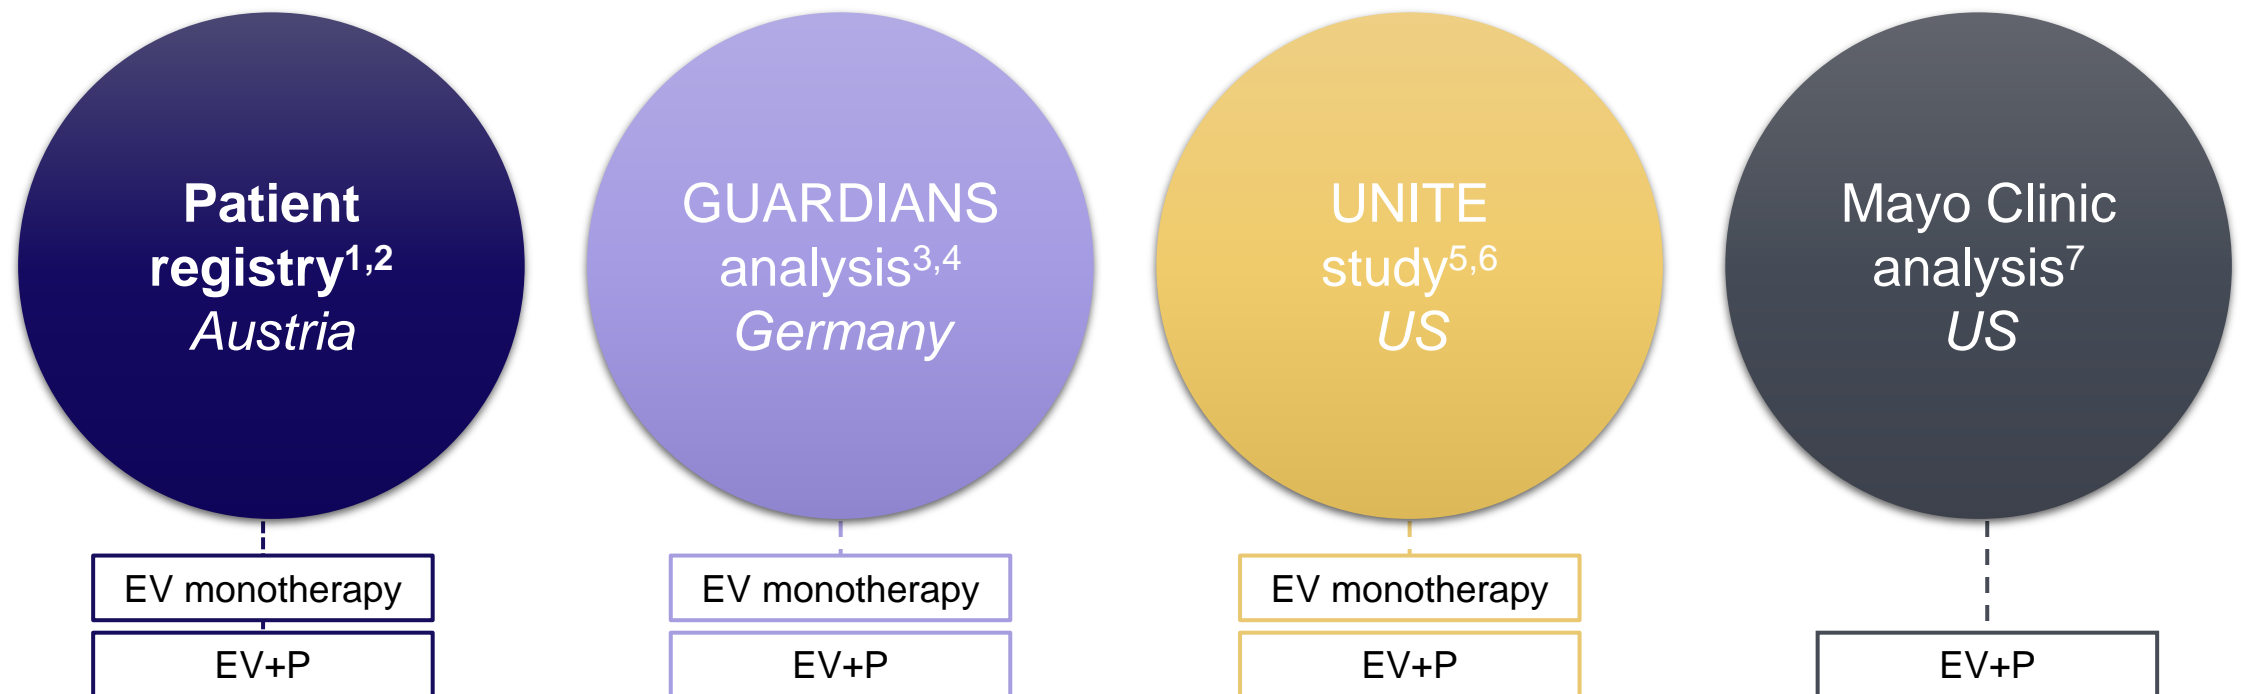 Patient
registry1,2
Austria
EV monotherapy
EV+P
GUARDIANS
analysis3,4
Germany
EV monotherapy
EV+P
UNITE
study5,6
US
EV monotherapy
EV+P
Mayo Clinic
analysis7
US
EV+P